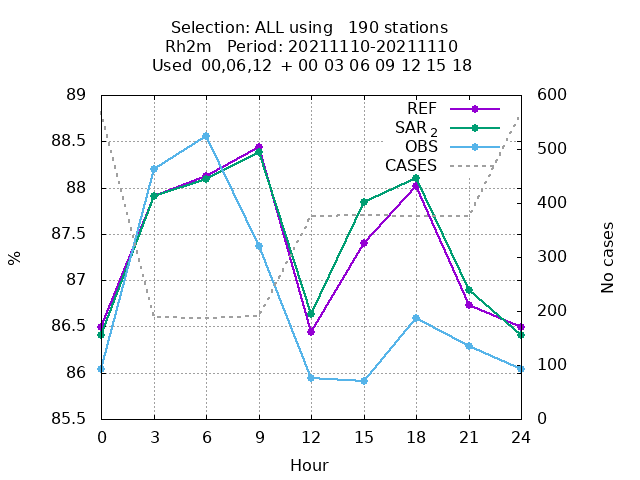 Selection: ALL using   190 stations
Rh2m   Period: 20211110-20211110
Used  00,06,12  + 00 03 06 09 12 15 18
89
88.5
88
87.5
87
86.5
86
85.5
%
600
500
400
300
200
100
0
No cases
REF
SAR 2
OBS
CASES
0 3 6 9 12 15 18 21 24
Hour